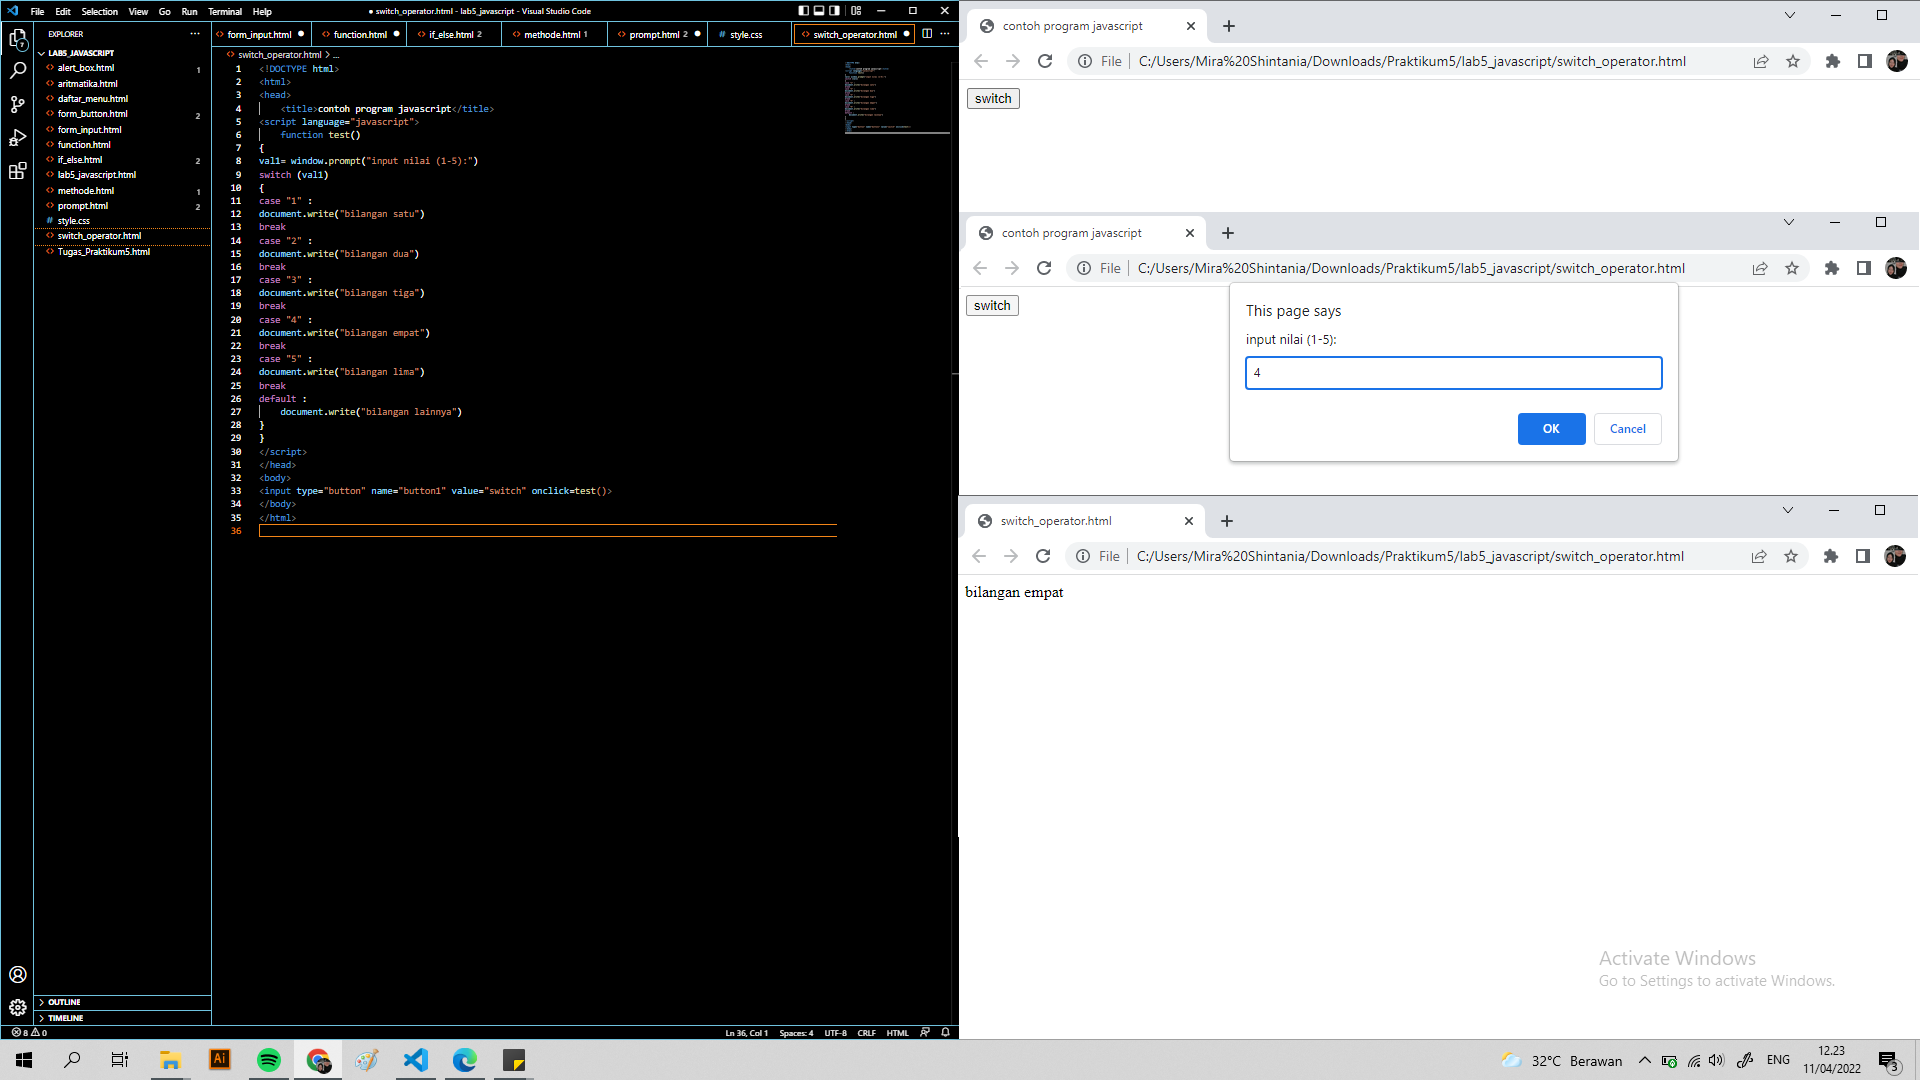 File Edit Selection View Go Run Terminal Help
● switch_operator.html - lab5_javascript - Visual Studio Code
EXPLORER
LAB5_JAVASCRIPT
alert_box.html 1
aritmatika.html
daftar_menu.html
form_button.html 2
form_input.html
function.html
if_else.html 2
lab5_javascript.html
methode.html 1
prompt.html 2
style.css
switch_operator.html
Tugas_Praktikum5.html
OUTLINE
TIMELINE
7
form_input.html function.html if_else.html 2 methode.html 1 prompt.html 2 style.css switch_operator.html
switch_operator.html > ...
1 <!DOCTYPE html>
2 <html>
3 <head>
4 <title>contoh program javascript</title>
5 <script language="javascript">
6 function test()
7 {
8 val1= window.prompt("input nilai (1-5):")
9 switch (val1)
10 {
11 case "1" :
12 document.write("bilangan satu")
13 break
14 case "2" :
15 document.write("bilangan dua")
16 break
17 case "3" :
18 document.write("bilangan tiga")
19 break
20 case "4" :
21 document.write("bilangan empat")
22 break
23 case "5" :
24 document.write("bilangan lima")
25 break
26 default :
27 document.write("bilangan lainnya")
28 }
29 }
30 </script>
31 </head>
32 <body>
33 <input type="button" name="button1" value="switch" onclick=test()>
34 </body>
35 </html>
36
8 0
Ln 36, Col 1 Spaces: 4 UTF-8 CRLF HTML
contoh program javascript
File C:/Users/Mira%20Shintania/Downloads/Praktikum5/lab5_javascript/switch_operator.html
switch
contoh program javascript
File C:/Users/Mira%20Shintania/Downloads/Praktikum5/lab5_javascript/switch_operator.html
switch
This page says
input nilai (1-5):
4
OK Cancel
switch_operator.html
File C:/Users/Mira%20Shintania/Downloads/Praktikum5/lab5_javascript/switch_operator.html
bilangan empat
Activate Windows
Go to Settings to activate Windows.
Ai
32°C Berawan
ENG
12.23
11/04/2022
3